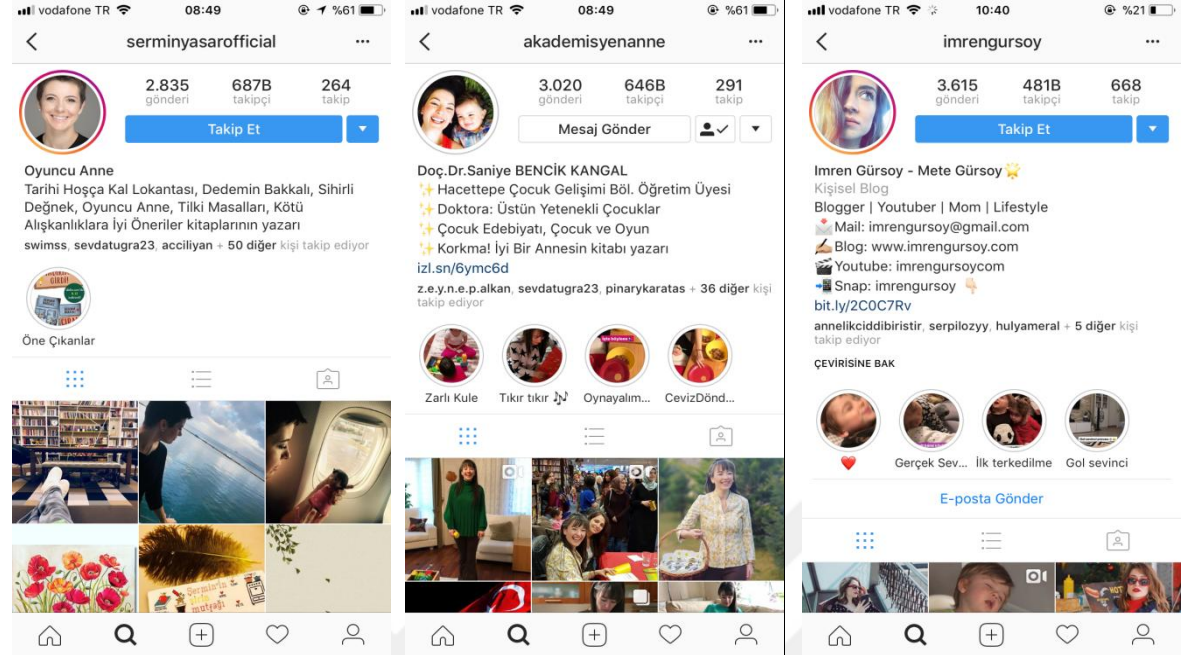 vodafone TR 08:49 %61
serminyasarofficial
2.835 687B 264
gönderi takipçi takip
Takip Et
Oyuncu Anne
Tarihi Hoşça Kal Lokantası, Dedemin Bakkalı, Sihirli
Değnek, Oyuncu Anne, Tilki Masalları, Kötü
Alışkanlıklara İyi Öneriler kitaplarının yazarı
swimss, sevdatugra23, acciliyan + 50 diğer kişi takip ediyor
Öne Çıkanlar
vodafone TR 08:49 %61
akademisyenanne
3.020 646B 291
gönderi takipçi takip
Mesaj Gönder
Doç.Dr.Saniye BENCİK KANGAL
✨Hacettepe Çocuk Gelişimi Böl. Öğretim Üyesi
✨Doktora: Üstün Yetenekli Çocuklar
✨Çocuk Edebiyatı, Çocuk ve Oyun
✨Korkma! İyi Bir Annesin kitabı yazarı
izl.sn/6ymc6d
z.e.y.n.e.p.alkan, sevdatugra23, pinarykaratas + 36 diğer kişi
takip ediyor
Zarlı Kule Tıkır tıkır 🎶 Oynayalım... CevizDönd...
vodafone TR 10:40 %21
imrengursoy
3.615 481B 668
gönderi takipçi takip
Takip Et
Imren Gürsoy - Mete Gürsoy🌟
Kişisel Blog
Blogger | Youtuber | Mom | Lifestyle
📩Mail: imrengursoy@gmail.com
✍🏼Blog: www.imrengursoy.com
🎬Youtube: imrengursoycom
📲Snap: imrengursoy 👇🏻
bit.ly/2C0C7Rv
annelikciddibiristir, serpilozyy, hulyameral + 5 diğer kişi
takip ediyor
ÇEVİRİSİNE BAK
❤️ Gerçek Sev... İlk terkedilme Gol sevinci
E-posta Gönder